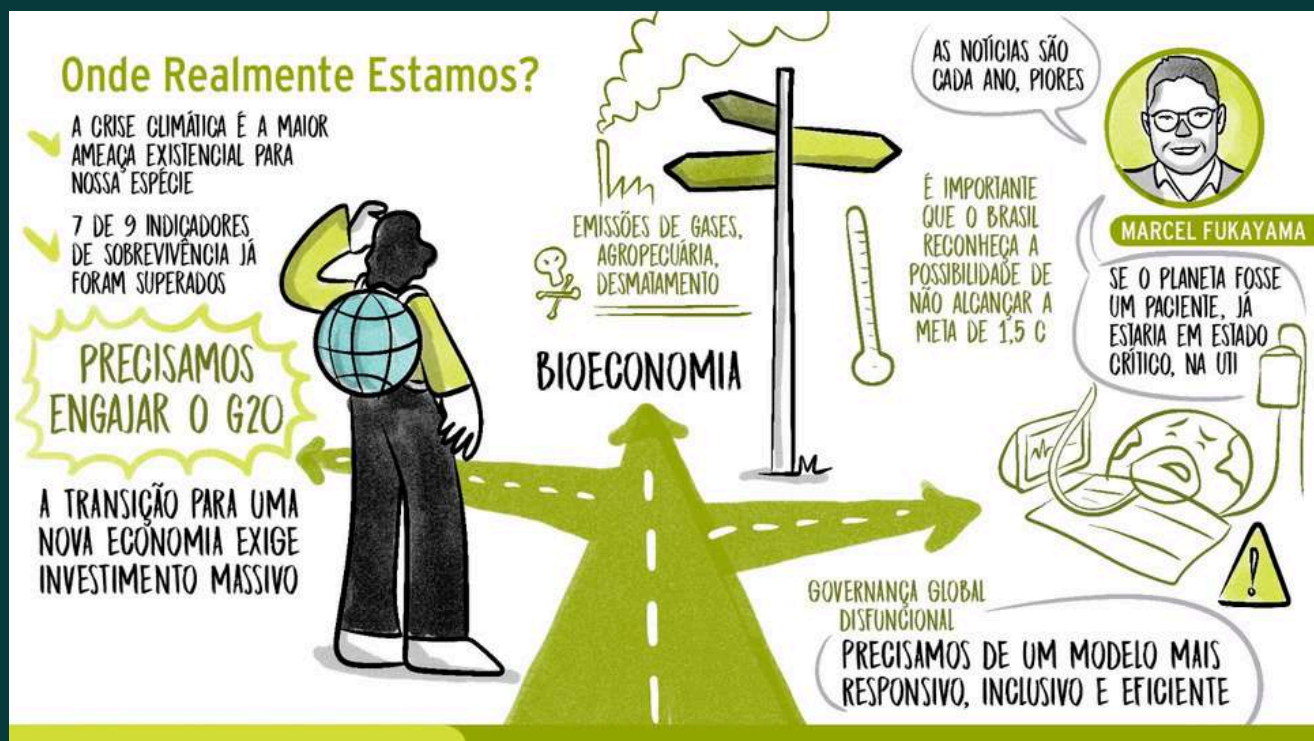 Onde Realmente Estamos?
A CRISE CLIMÁTICA É A MAIOR
AMEAÇA EXISTENCIAL PARA
NOSSA ESPÉCIE
7 DE 9 INDICADORES
DE SOBREVIVÊNCIA JÁ
FORAM SUPERADOS
PRECISAMOS
ENGAJAR O G20
A TRANSIÇÃO PARA UMA
NOVA ECONOMIA EXIGE
INVESTIMENTO MASSIVO
EMISSÕES DE GASES,
AGROPECUÁRIA,
DESMATAMENTO
BIOECONOMIA
AS NOTÍCIAS SÃO
CADA ANO, PIORES
MARCEL FUKAYAMA
É IMPORTANTE
QUE O BRASIL
RECONHEÇA A
POSSIBILIDADE DE
NÃO ALCANÇAR A
META DE 1,5 C
SE O PLANETA FOSSE
UM PACIENTE, JÁ
ESTARIA EM ESTADO
CRÍTICO, NA UTI
GOVERNANÇA GLOBAL
DISFUNCIONAL
PRECISAMOS DE UM MODELO MAIS
RESPONSIVO, INCLUSIVO E EFICIENTE